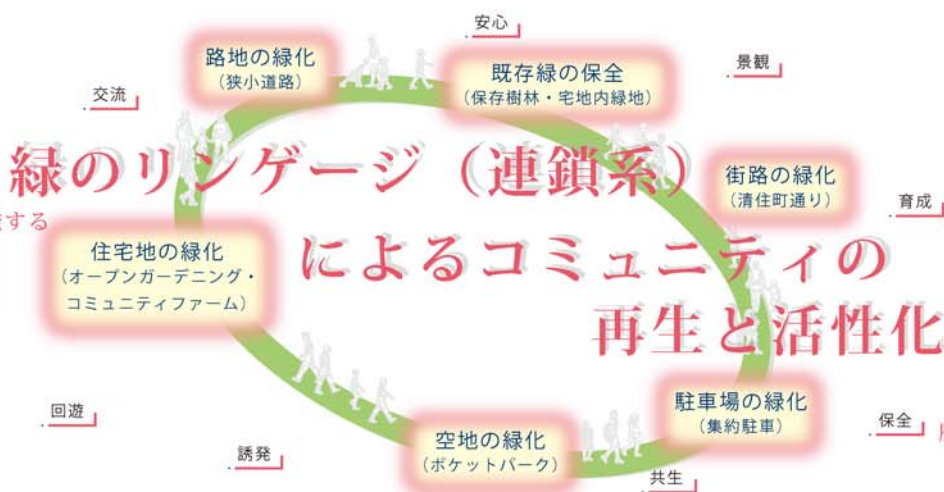 安心
路地の緑化
（狭小道路）
既存緑の保全
（保存樹林・宅地内緑地）
景観
交流
緑のリンゲージ（連鎖系）
によるコミュニティの
再生と活性化
街路の緑化
（清住町通り）
育成
する
住宅地の緑化
（オープンガーデニング・
コミュニティファーム）
駐車場の緑化
（集約駐車）
回遊
保全
空地の緑化
（ポケットパーク）
誘発
共生